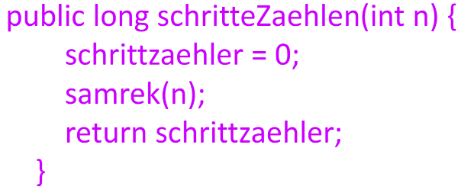 public long schritteZaehlen(int n) {
schrittzaehler = 0;
samrek(n);
return schrittzaehler;
}